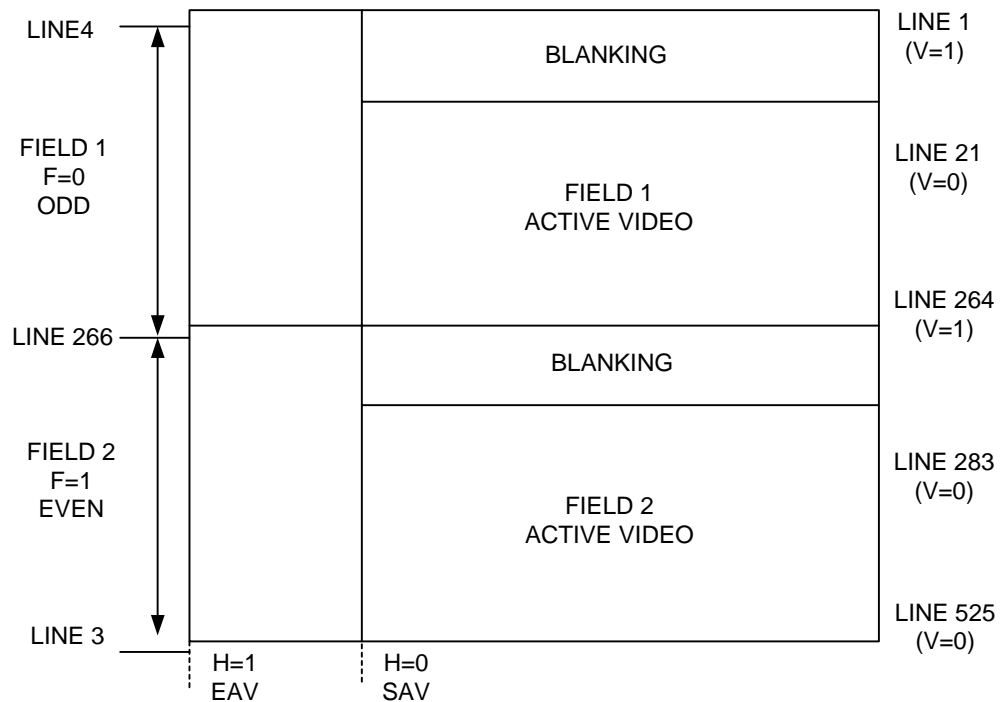 LINE4
LINE 1
(V=1)
BLANKING
FIELD 1
F=0
ODD
LINE 21
(V=0)
FIELD 1
ACTIVE VIDEO
LINE 264
(V=1)
LINE 266
BLANKING
FIELD 2
F=1
EVEN
LINE 283
(V=0)
FIELD 2
ACTIVE VIDEO
LINE 525
(V=0)
LINE 3
H=1
EAV
H=0
SAV